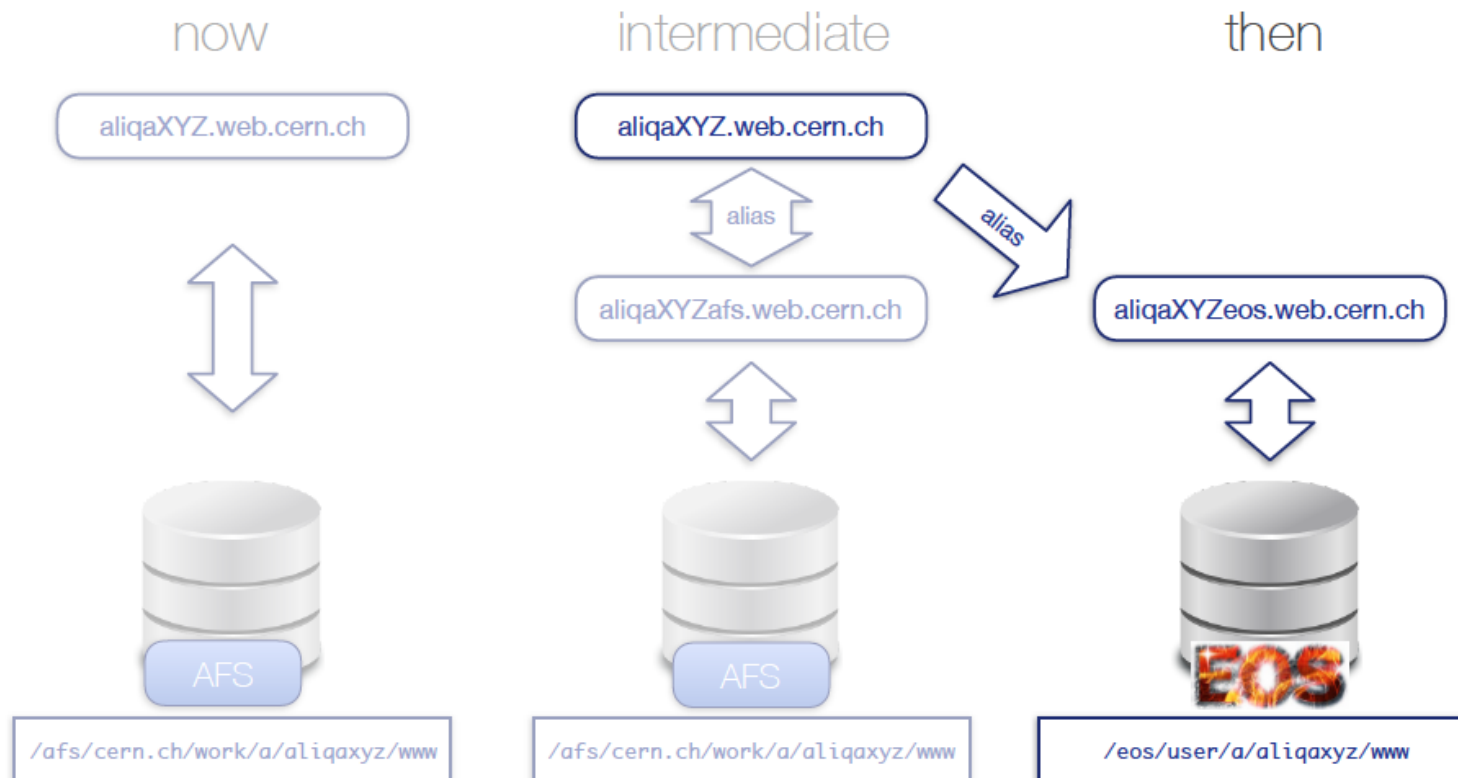 now
intermediate
then
aliqaXYZ.web.cern.ch
aliqaXYZ.web.cern.ch
alias
alias
aliqaXYZafs.web.cern.ch
aliqaXYZeos.web.cern.ch
AFS
AFS
EOS
/afs/cern.ch/work/a/aliqaxyz/www
/afs/cern.ch/work/a/aliqaxyz/www
/eos/user/a/aliqaxyz/www